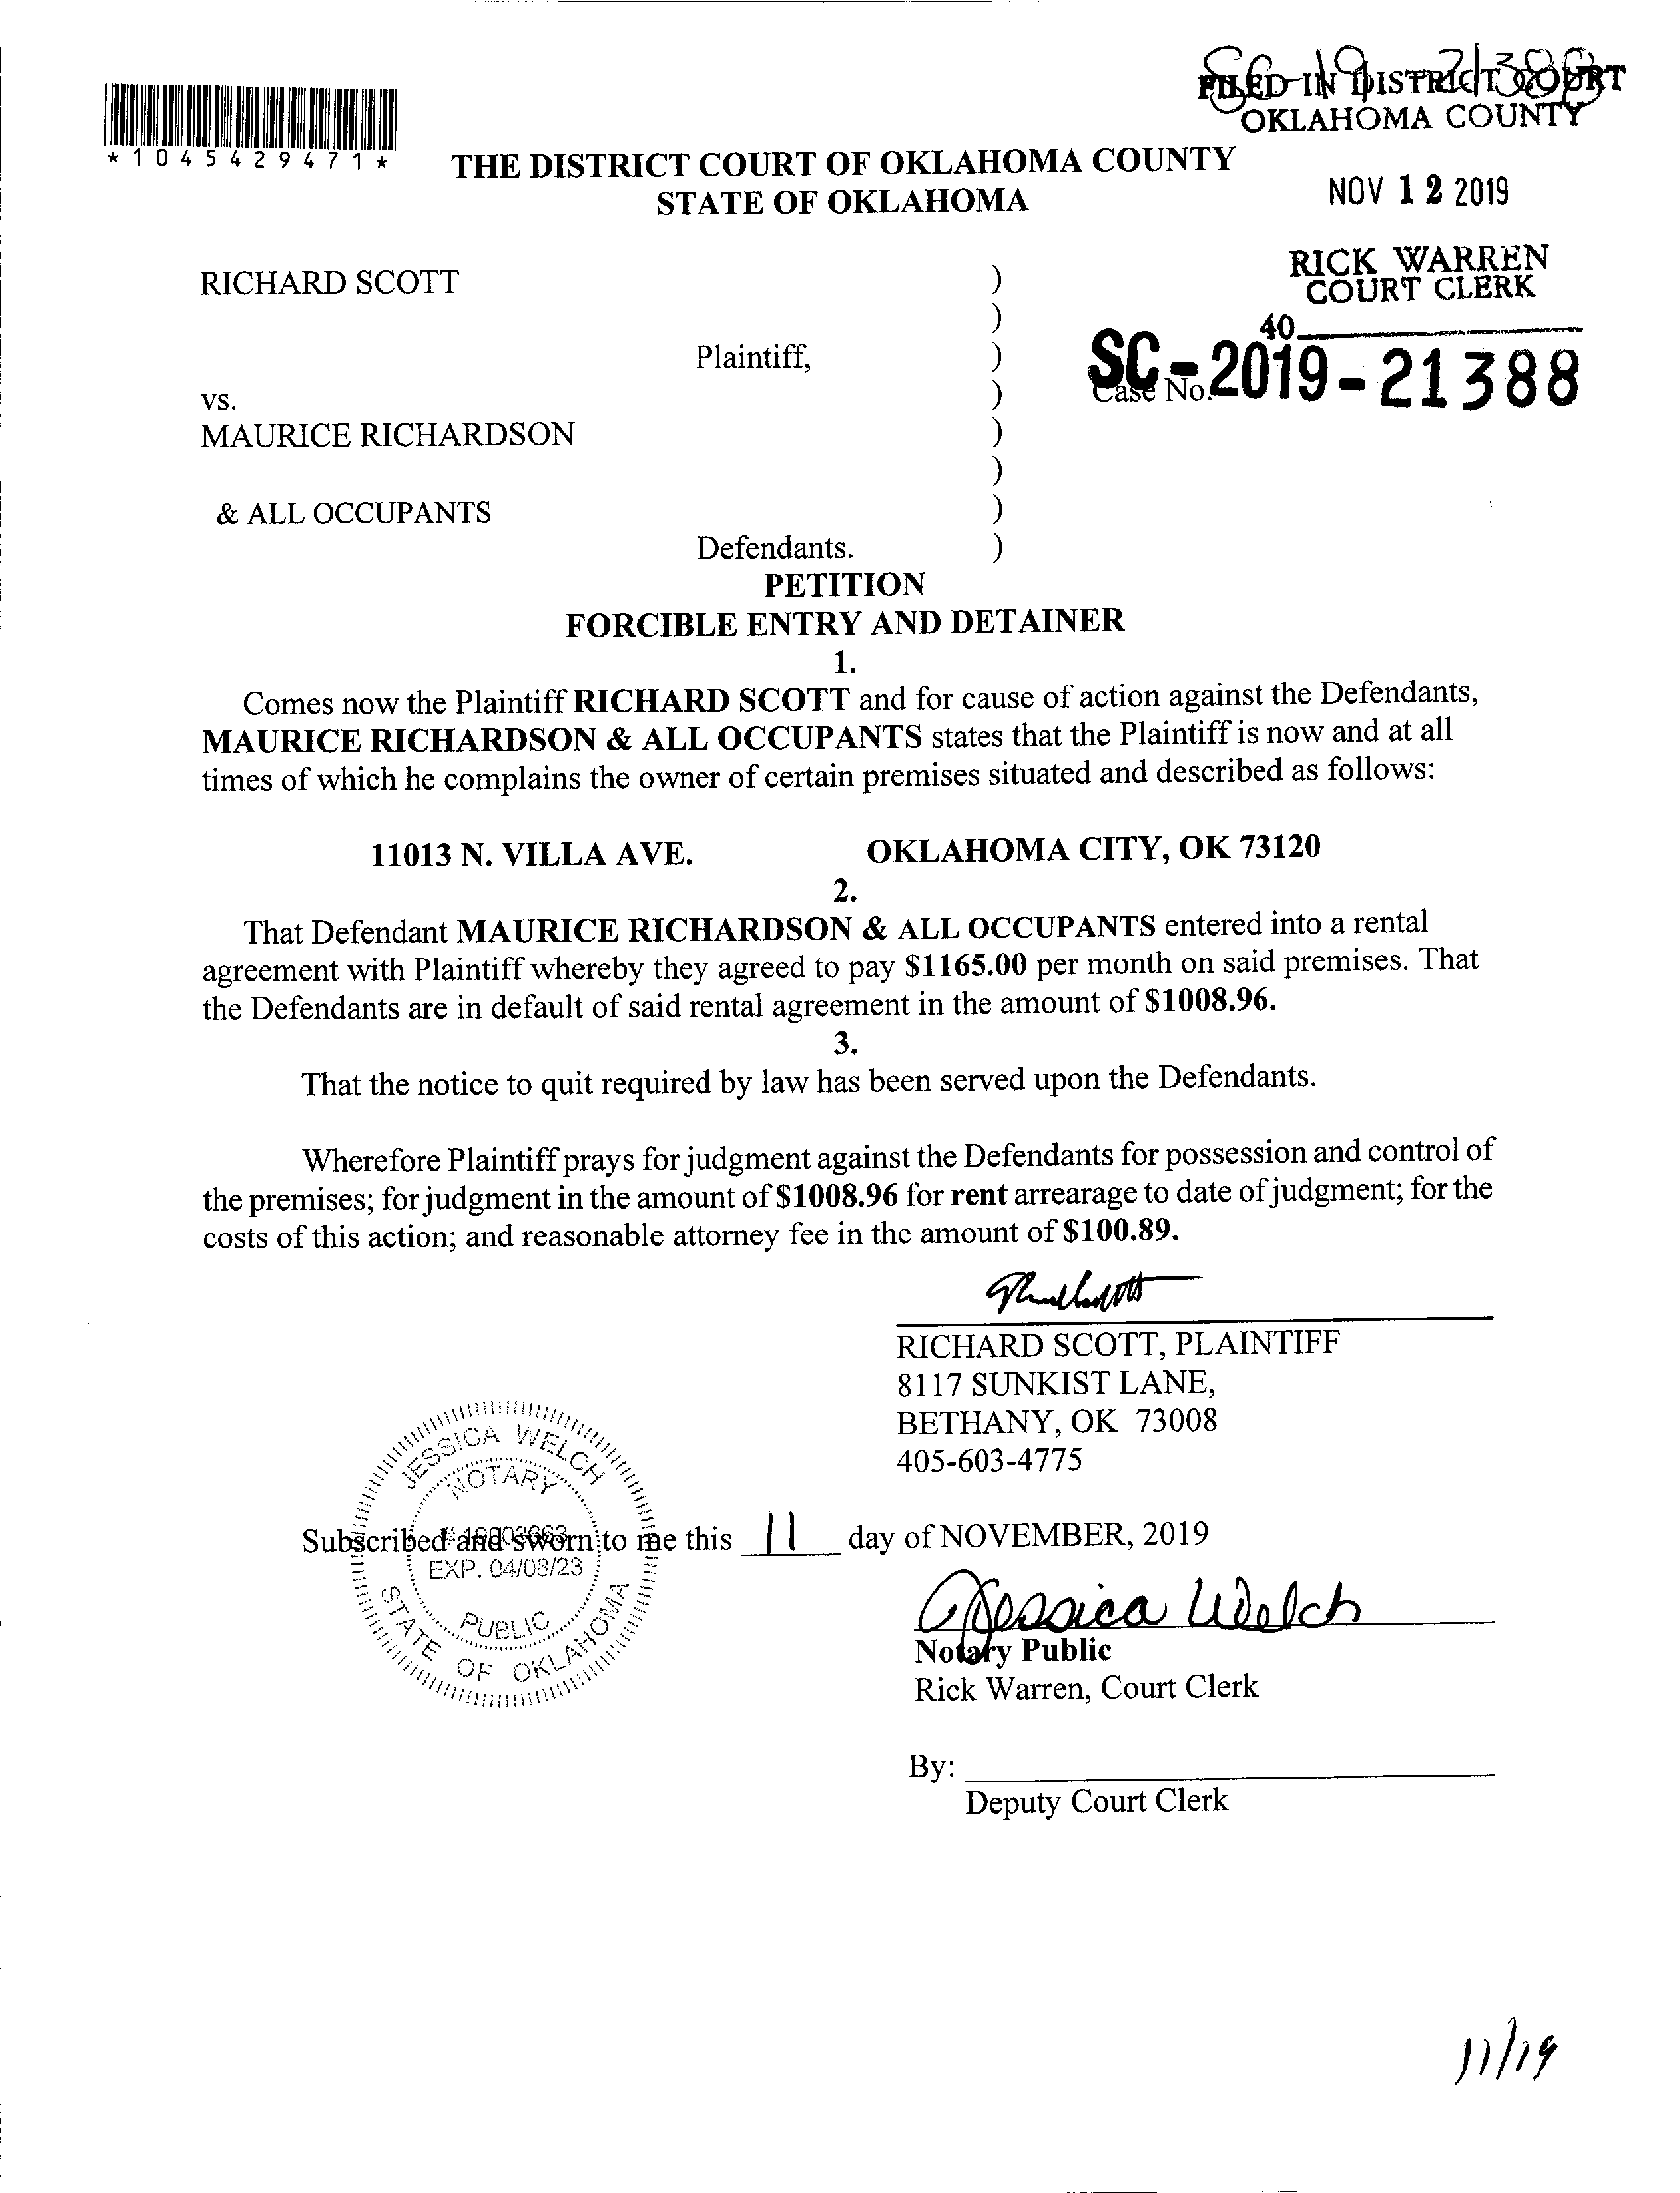 SC-19-21388
FILED IN DISTRICT COURT
OKLAHOMA COUNTY
*1045429471*
THE DISTRICT COURT OF OKLAHOMA COUNTY
STATE OF OKLAHOMA
NOV 12 2019
RICK WARREN
COURT CLERK
40
RICHARD SCOTT )
)
Plaintiff, )
SC-2019-21388
Case No.
vs. )
MAURICE RICHARDSON )
)
& ALL OCCUPANTS )
Defendants. )
PETITION
FORCIBLE ENTRY AND DETAINER
1.
Comes now the Plaintiff RICHARD SCOTT and for cause of action against the Defendants,
MAURICE RICHARDSON & ALL OCCUPANTS states that the Plaintiff is now and at all
times of which he complains the owner of certain premises situated and described as follows:
11013 N. VILLA AVE. OKLAHOMA CITY, OK 73120
2.
That Defendant MAURICE RICHARDSON & ALL OCCUPANTS entered into a rental
agreement with Plaintiff whereby they agreed to pay $1165.00 per month on said premises. That
the Defendants are in default of said rental agreement in the amount of $1008.96.
3.
That the notice to quit required by law has been served upon the Defendants.
Wherefore Plaintiff prays for judgment against the Defendants for possession and control of
the premises; for judgment in the amount of $1008.96 for rent arrearage to date of judgment; for the
costs of this action; and reasonable attorney fee in the amount of $100.89.
RICHARD SCOTT, PLAINTIFF
8117 SUNKIST LANE,
BETHANY, OK 73008
405-603-4775
JESSICA WELCH
NOTARY
Subscribed and sworn to me this 11 day of NOVEMBER, 2019
EXP. 04/08/23
PUBLIC
STATE OF OKLAHOMA
Jessica Welch
Notary Public
Rick Warren, Court Clerk
By:
Deputy Court Clerk
11/19